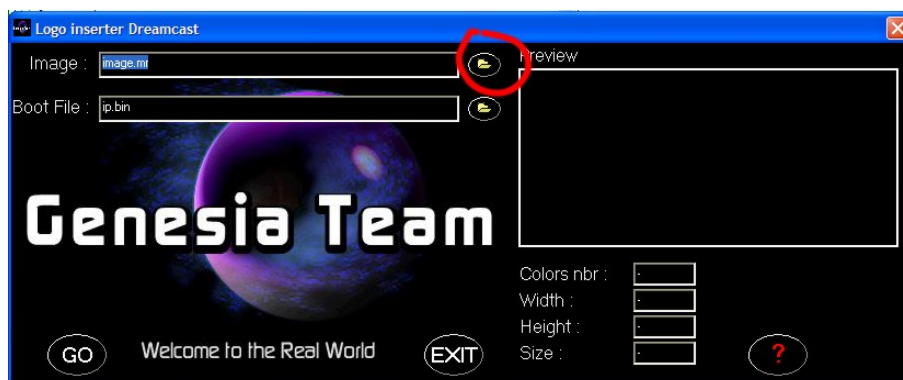 Logo inserter Dreamcast
Image : image.mr
Preview
Boot File : ip.bin
Genesia Team
Welcome to the Real World
GO
EXIT
Colors nbr : -
Width : -
Height : -
Size : -
?